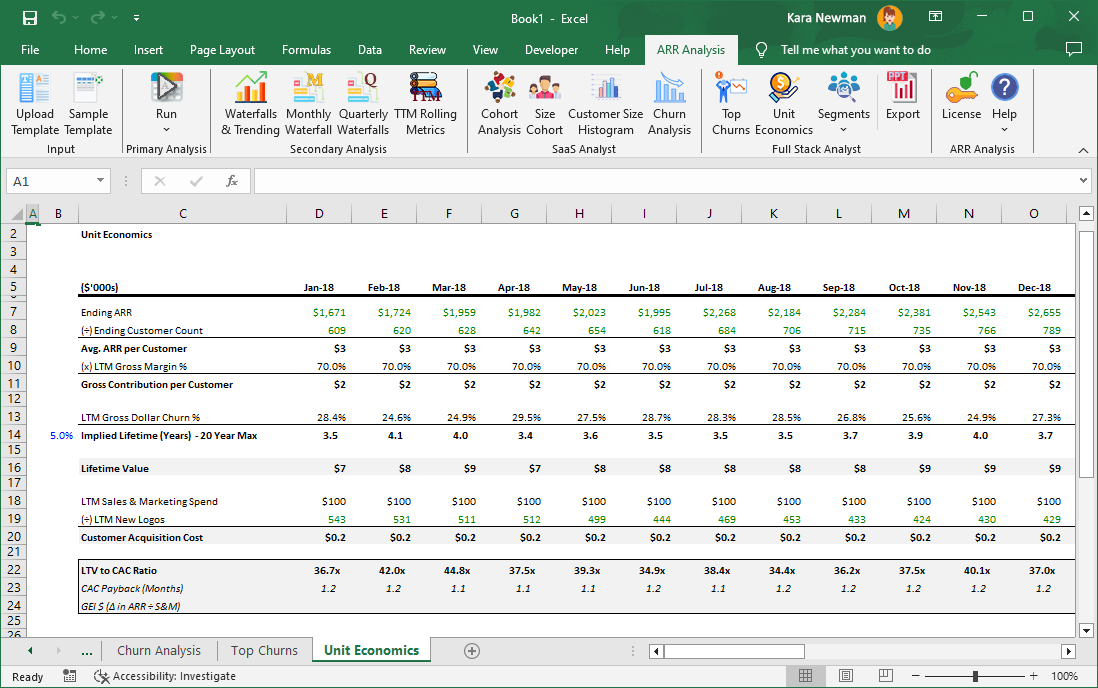 Book1 - Excel
Kara Newman
File Home Insert Page Layout Formulas Data Review View Developer Help ARR Analysis Tell me what you want to do
Upload Template Sample Template Run Waterfalls & Trending Monthly Waterfall Quarterly Waterfalls TTM Rolling Metrics Cohort Analysis Size Cohort Customer Size Histogram Churn Analysis Top Churns Unit Economics Segments Export License Help
Input Primary Analysis Secondary Analysis SaaS Analyst Full Stack Analyst ARR Analysis
A1 fx
A B C D E F G H I J K L M N O
2 Unit Economics
3
4
5 ($'000s) Jan-18 Feb-18 Mar-18 Apr-18 May-18 Jun-18 Jul-18 Aug-18 Sep-18 Oct-18 Nov-18 Dec-18
7 Ending ARR $1,671 $1,724 $1,959 $1,982 $2,023 $1,995 $2,268 $2,184 $2,284 $2,381 $2,543 $2,655
8 (÷) Ending Customer Count 609 620 628 642 654 618 684 706 715 735 766 789
9 Avg. ARR per Customer $3 $3 $3 $3 $3 $3 $3 $3 $3 $3 $3 $3
10 (x) LTM Gross Margin % 70.0% 70.0% 70.0% 70.0% 70.0% 70.0% 70.0% 70.0% 70.0% 70.0% 70.0% 70.0%
11 Gross Contribution per Customer $2 $2 $2 $2 $2 $2 $2 $2 $2 $2 $2 $2
12
13 LTM Gross Dollar Churn % 28.4% 24.6% 24.9% 29.5% 27.5% 28.7% 28.3% 28.5% 26.8% 25.6% 24.9% 27.3%
14 5.0% Implied Lifetime (Years) - 20 Year Max 3.5 4.1 4.0 3.4 3.6 3.5 3.5 3.5 3.7 3.9 4.0 3.7
15
16 Lifetime Value $7 $8 $9 $7 $8 $8 $8 $8 $8 $9 $9 $9
17
18 LTM Sales & Marketing Spend $100 $100 $100 $100 $100 $100 $100 $100 $100 $100 $100 $100
19 (÷) LTM New Logos 543 531 511 512 499 444 469 453 433 424 430 429
20 Customer Acquisition Cost $0.2 $0.2 $0.2 $0.2 $0.2 $0.2 $0.2 $0.2 $0.2 $0.2 $0.2 $0.2
21
22 LTV to CAC Ratio 36.7x 42.0x 44.8x 37.5x 39.3x 34.9x 38.4x 34.4x 36.2x 37.5x 40.1x 37.0x
23 CAC Payback (Months) 1.2 1.2 1.1 1.1 1.1 1.2 1.1 1.2 1.2 1.2 1.2 1.2
24 GEI $ (Δ in ARR ÷ S&M)
25
26
... Churn Analysis Top Churns Unit Economics
Ready Accessibility: Investigate 100%